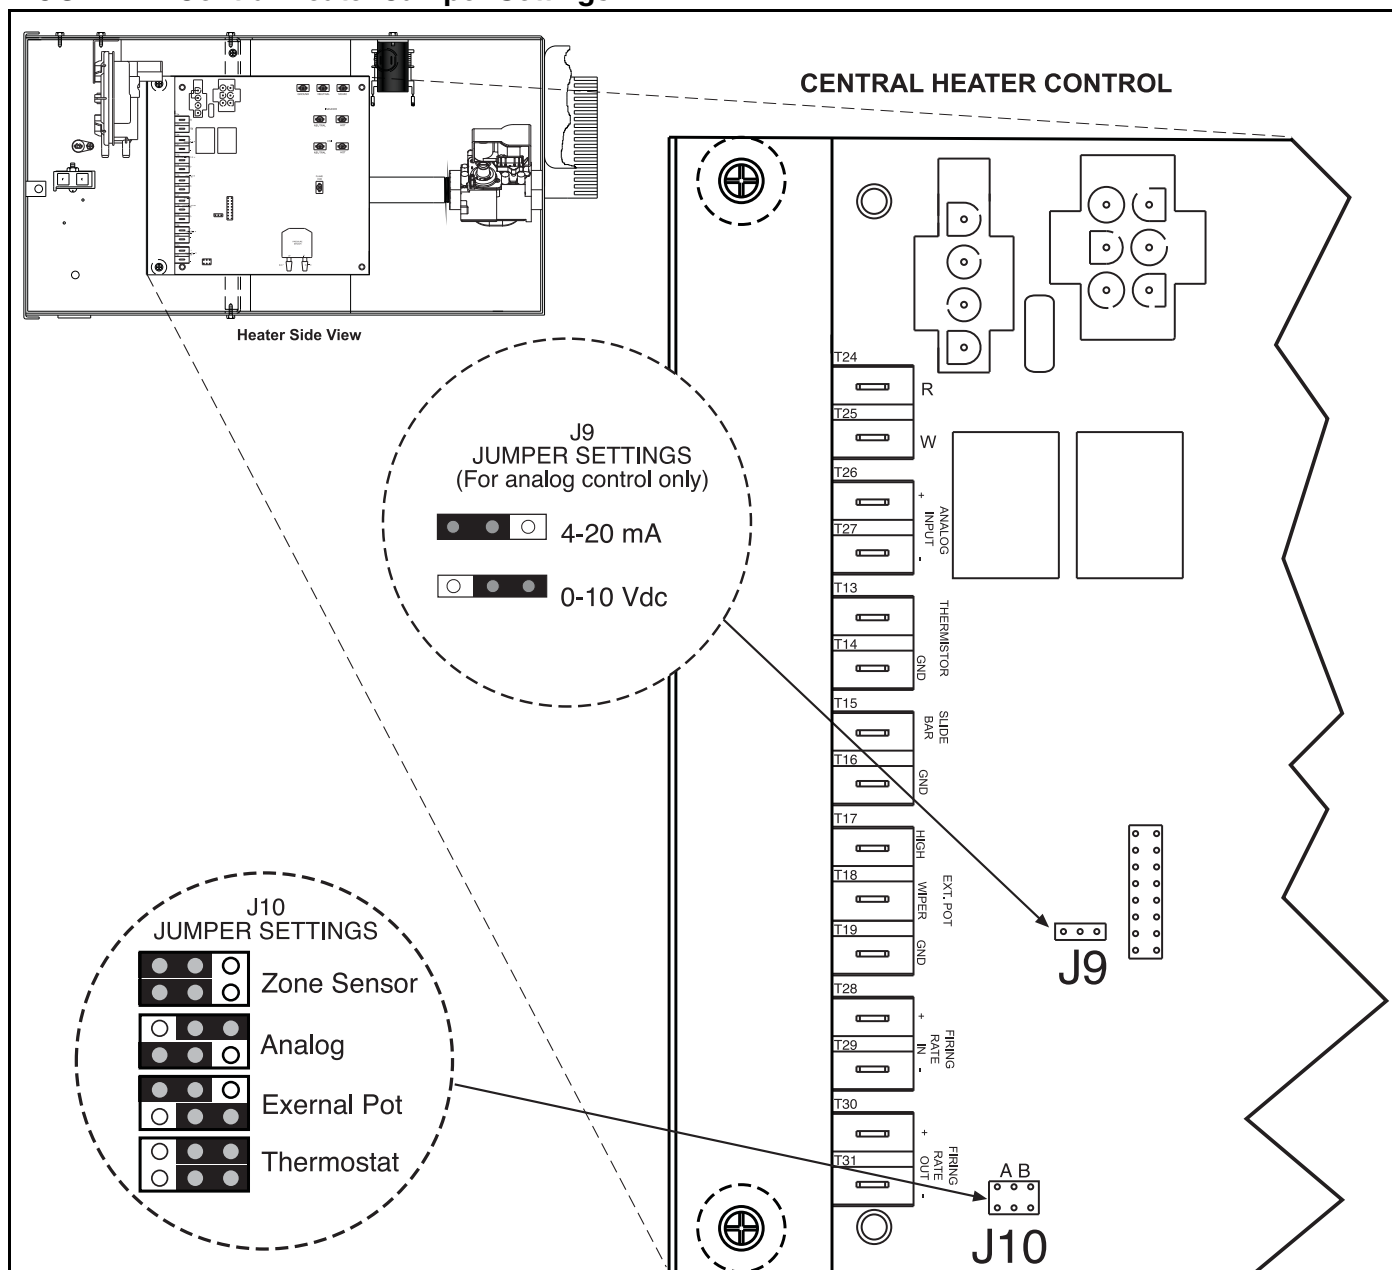 CENTRAL HEATER CONTROL
Heater Side View
J9
JUMPER SETTINGS
(For analog control only)
4-20 mA
0-10 Vdc
J10
JUMPER SETTINGS
Zone Sensor
Analog
Exernal Pot
Thermostat
T24
R
T25
W
T26
+
ANALOG
INPUT
T27
-
T13
THERMISTOR
T14
GND
T15
SLIDE
BAR
T16
GND
T17
HIGH
T18
WIPER
EXT. POT
T19
GND
T28
+
FIRING
RATE
IN
T29
-
T30
+
FIRING
RATE
OUT
T31
-
J9
A B
J10